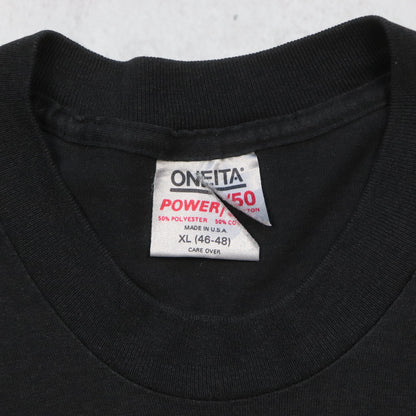 ONEITA®
POWER/50
50% POLYESTER 50% COTTON
MADE IN U.S.A.
XL (46-48)
CARE OVER